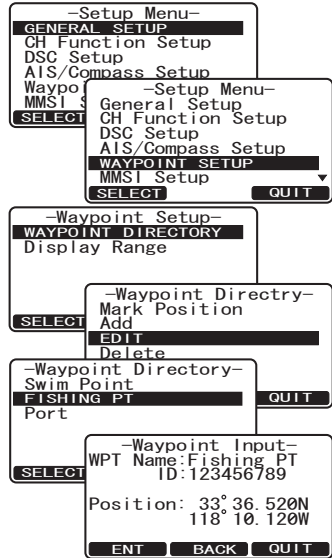 –Setup Menu–
GENERAL SETUP
CH Function Setup
DSC Setup
AIS/Compass Setup
Waypoi
MMSI S
SELECT
–Setup Menu–
General Setup
CH Function Setup
DSC Setup
AIS/Compass Setup
WAYPOINT SETUP
MMSI Setup
SELECT QUIT
–Waypoint Setup–
WAYPOINT DIRECTORY
Display Range
SELECT
–Waypoint Directry–
Mark Position
Add
EDIT
Delete
QUIT
–Waypoint Directory–
Swim Point
FISHING PT
Port
SELECT
–Waypoint Input–
WPT Name:Fishing PT
ID:123456789
Position: 33°36.520N
118°10.120W
ENT BACK QUIT